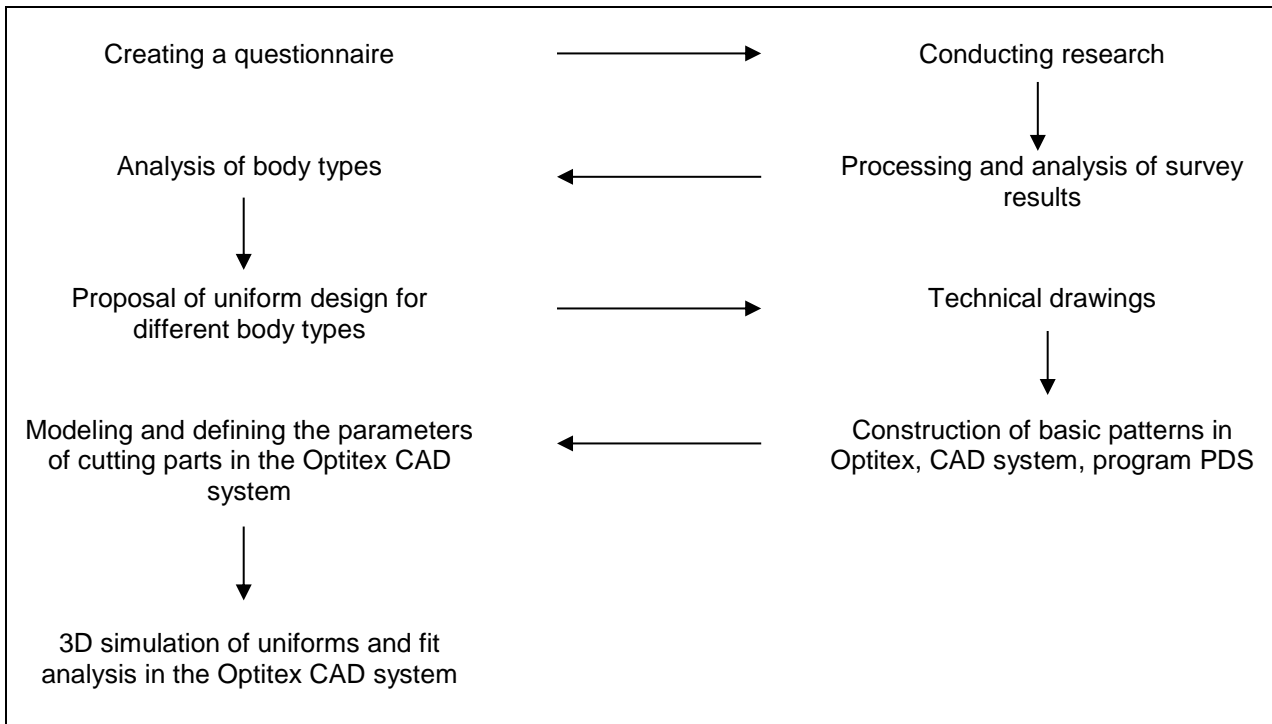 Creating a questionnaire
Conducting research
Analysis of body types
Processing and analysis of survey
results
Proposal of uniform design for
different body types
Technical drawings
Modeling and defining the parameters
of cutting parts in the Optitex CAD
system
Construction of basic patterns in
Optitex, CAD system, program PDS
3D simulation of uniforms and fit
analysis in the Optitex CAD system